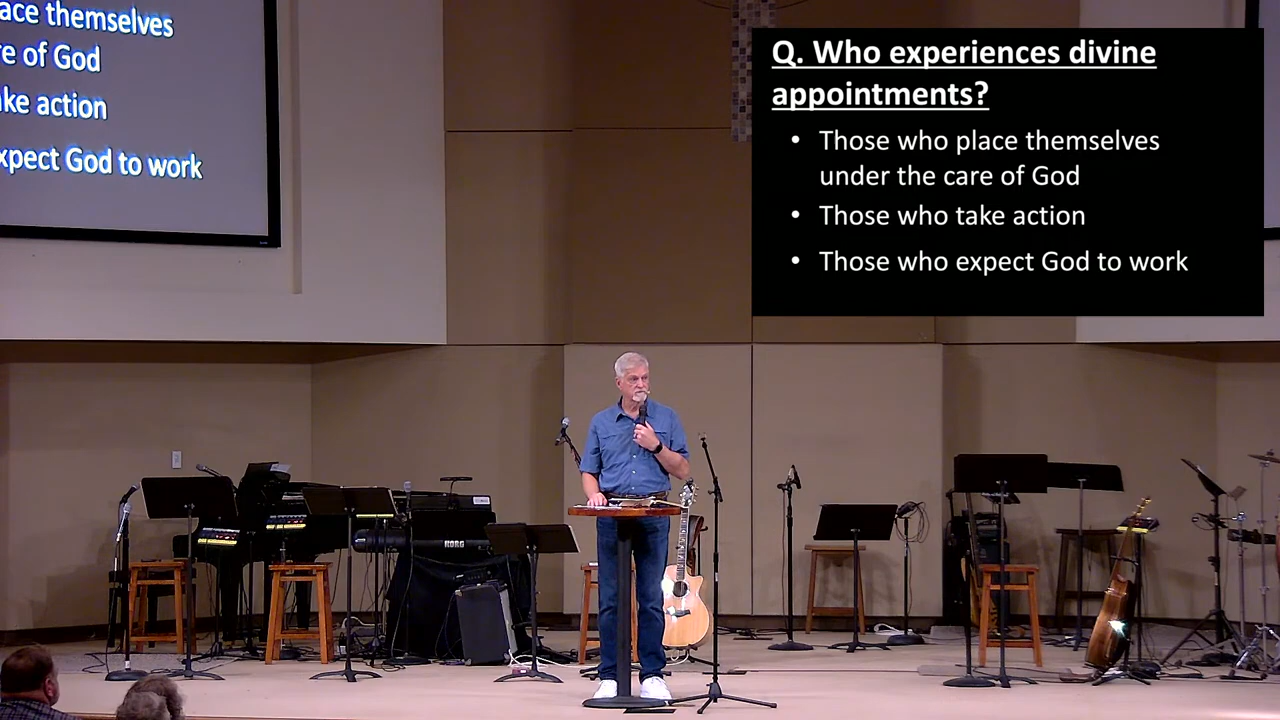 ace themselves
re of God
ake action
xpect God to work
Q. Who experiences divine
appointments?
• Those who place themselves
under the care of God
• Those who take action
• Those who expect God to work
KORG